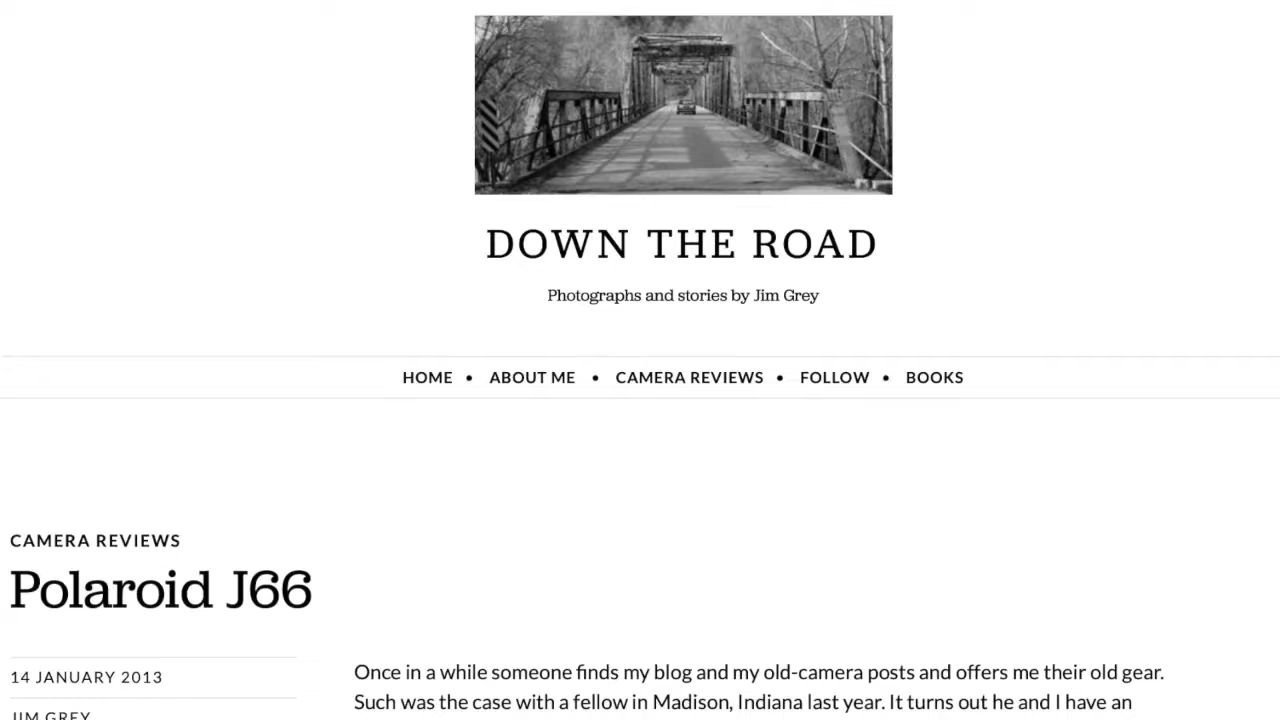 DOWN THE ROAD
Photographs and stories by Jim Grey
HOME • ABOUT ME • CAMERA REVIEWS • FOLLOW • BOOKS
CAMERA REVIEWS
Polaroid J66
14 JANUARY 2013
JIM GREY
Once in a while someone finds my blog and my old-camera posts and offers me their old gear.
Such was the case with a fellow in Madison, Indiana last year. It turns out he and I have an